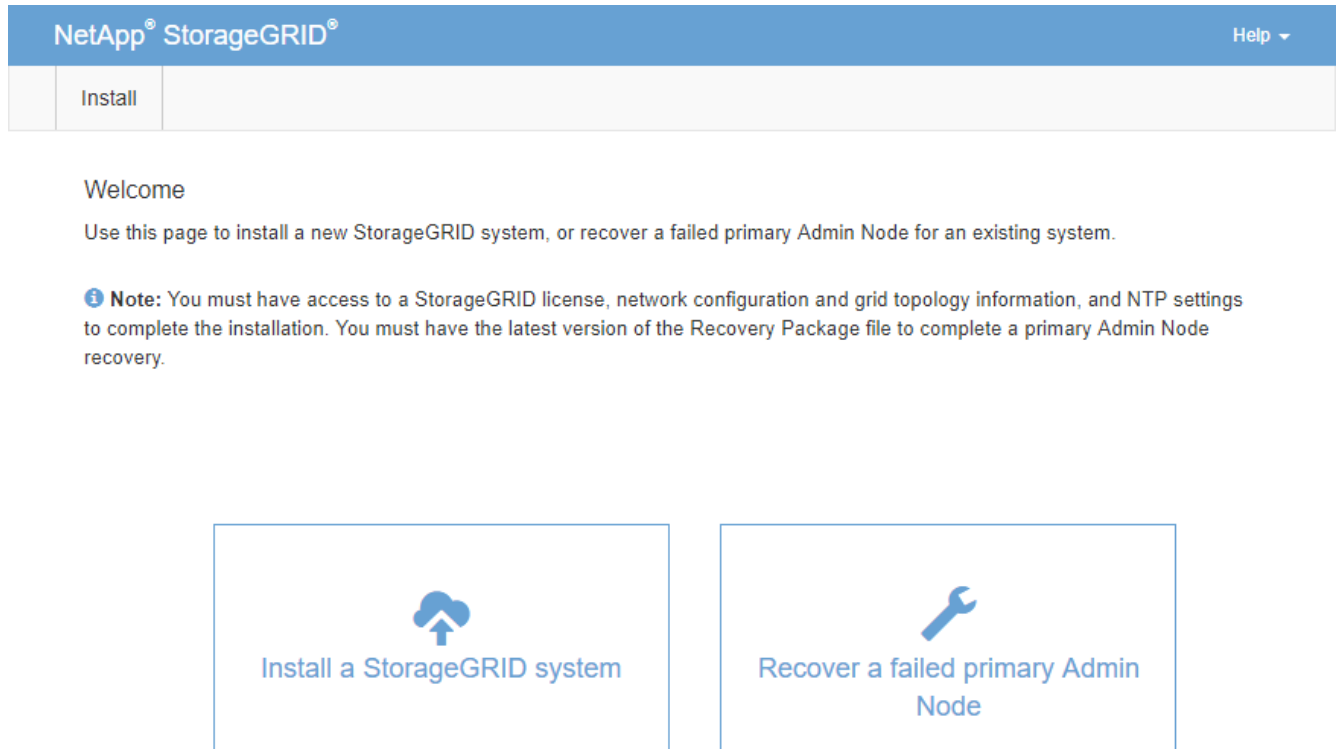 NetApp® StorageGRID®
Help
Install
Welcome
Use this page to install a new StorageGRID system, or recover a failed primary Admin Node for an existing system.
Note: You must have access to a StorageGRID license, network configuration and grid topology information, and NTP settings
to complete the installation. You must have the latest version of the Recovery Package file to complete a primary Admin Node
recovery.
Install a StorageGRID system
Recover a failed primary Admin
Node